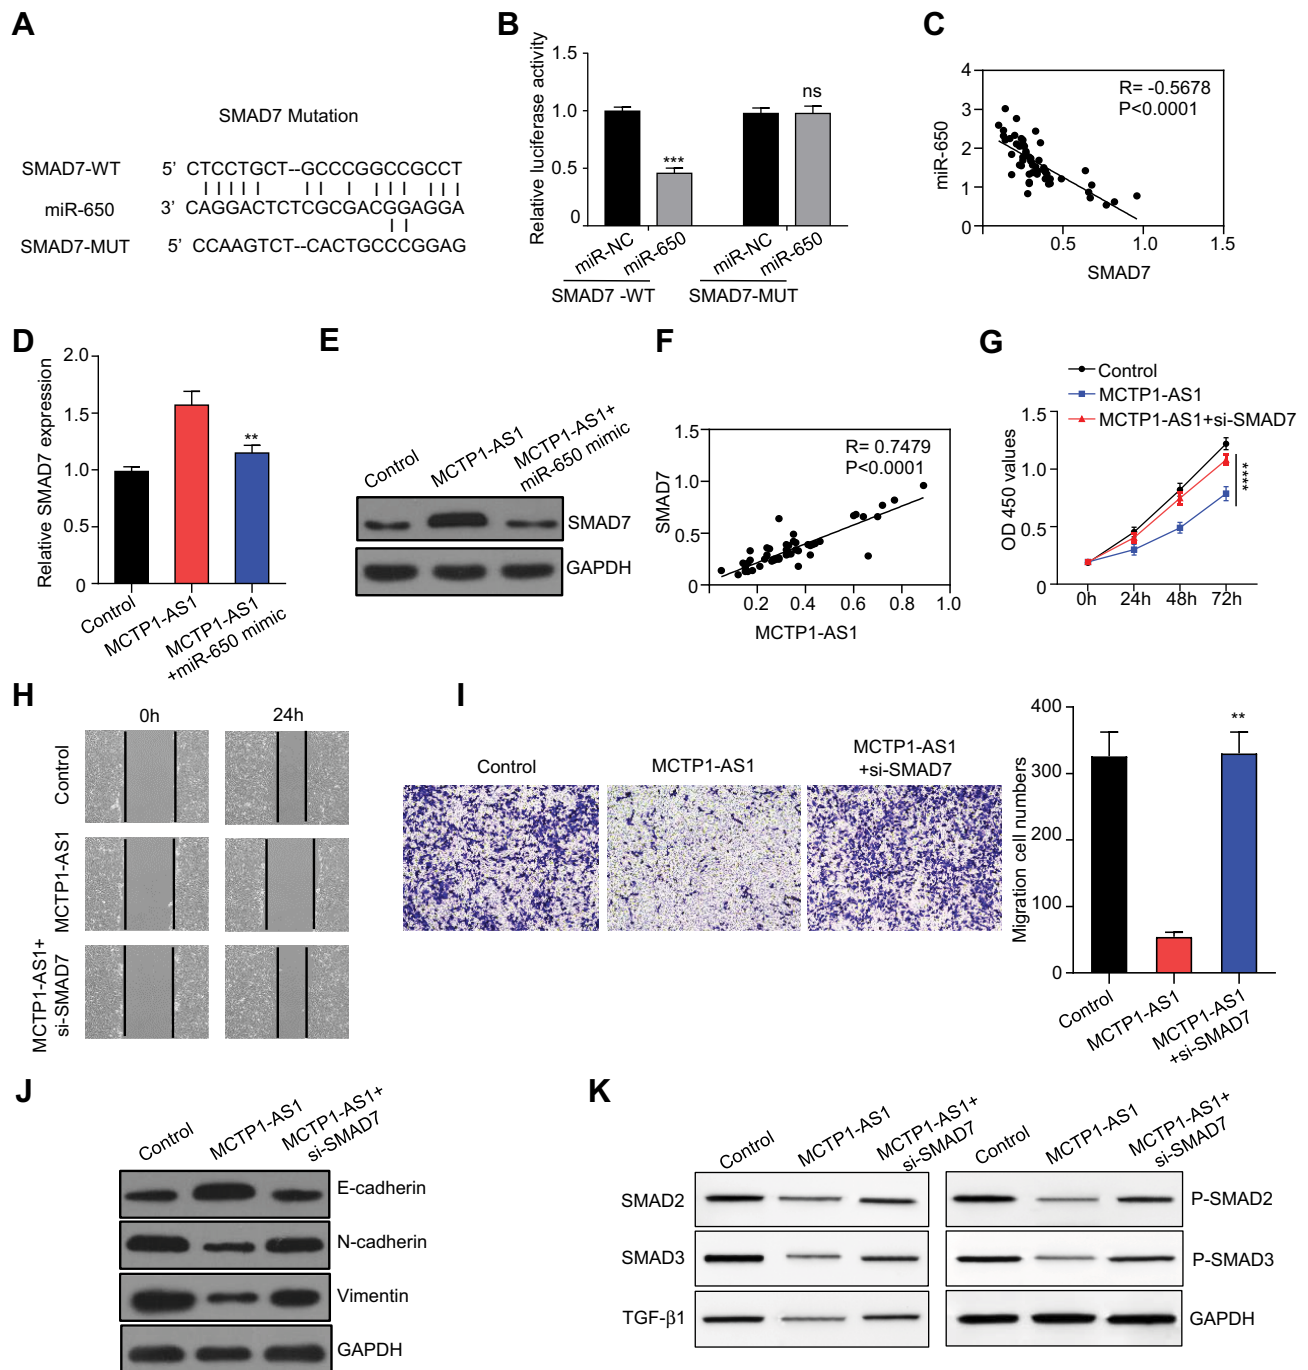 A
SMAD7 Mutation
SMAD7-WT 5' CTCCTGCT--GCCCGGCCGCCT
miR-650 3' CAGGACTCTCGCGACGGAGGA
SMAD7-MUT 5' CCAAGTCT--CACTGCCCGGAG
B
Relative luciferase activity
1.5
1.0
0.5
0
***
ns
miR-NC
miR-650
miR-NC
miR-650
SMAD7 -WT
SMAD7-MUT
C
miR-650
4
3
2
1
0
R= -0.5678
P<0.0001
0.5
1.0
1.5
SMAD7
D
Relative SMAD7 expression
2.0
1.5
1.0
0.5
0
**
Control
MCTP1-AS1
MCTP1-AS1
+miR-650 mimic
E
Control
MCTP1-AS1
MCTP1-AS1+
miR-650 mimic
SMAD7
GAPDH
F
SMAD7
1.5
1.0
0.5
0
R= 0.7479
P<0.0001
0.2
0.4
0.6
0.8
1.0
MCTP1-AS1
G
Control
MCTP1-AS1
MCTP1-AS1+si-SMAD7
OD 450 values
1.5
1.0
0.5
0
****
0h
24h
48h
72h
H
0h
24h
Control
MCTP1-AS1
MCTP1-AS1+
si-SMAD7
I
Control
MCTP1-AS1
MCTP1-AS1
+si-SMAD7
Migration cell numbers
400
300
200
100
0
**
Control
MCTP1-AS1
MCTP1-AS1
+si-SMAD7
J
Control
MCTP1-AS1
MCTP1-AS1+
si-SMAD7
E-cadherin
N-cadherin
Vimentin
GAPDH
K
Control
MCTP1-AS1
MCTP1-AS1+
si-SMAD7
Control
MCTP1-AS1
MCTP1-AS1+
si-SMAD7
SMAD2
P-SMAD2
SMAD3
P-SMAD3
TGF-β1
GAPDH